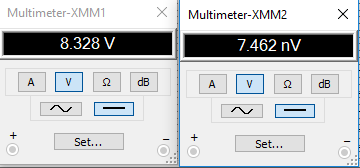 Multimeter-XMM1
8.328 V
A V Ω dB
Set...
+ −
Multimeter-XMM2
7.462 nV
A V Ω dB
Set...
+ −